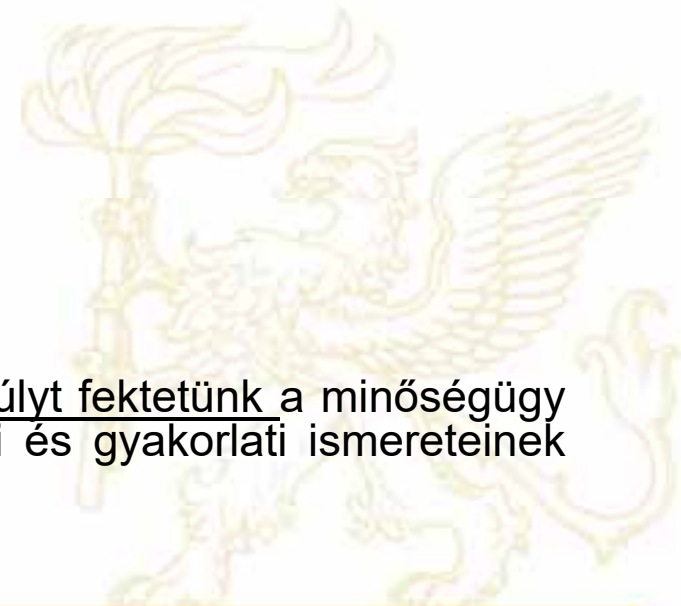 úlyt fektetünk a minőségügy
i és gyakorlati ismereteinek